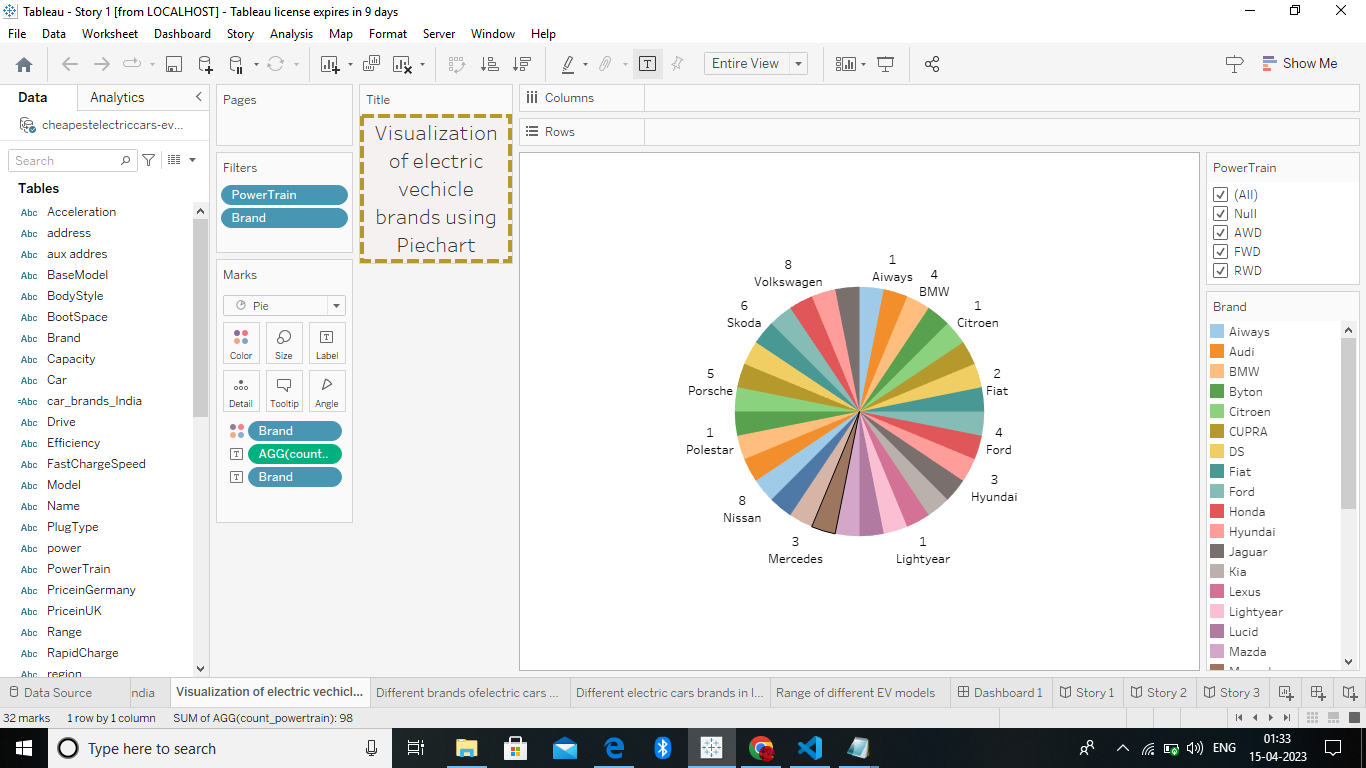 Tableau - Story 1 [from LOCALHOST] - Tableau license expires in 9 days
File Data Worksheet Dashboard Story Analysis Map Format Server Window Help
Entire View
Show Me
Data Analytics
cheapestelectriccars-ev...
Search
Tables
Abc Acceleration
Abc address
Abc aux addres
Abc BaseModel
Abc BodyStyle
Abc BootSpace
Abc Brand
Abc Capacity
Abc Car
=Abc car_brands_India
Abc Drive
Abc Efficiency
Abc FastChargeSpeed
Abc Model
Abc Name
Abc PlugType
Abc power
Abc PowerTrain
Abc PriceinGermany
Abc PriceinUK
Abc Range
Abc RapidCharge
Abc region
Pages
Filters
PowerTrain
Brand
Marks
Pie
Color Size Label
Detail Tooltip Angle
Brand
AGG(count..
Brand
Title
Visualization
of electric
vechicle
brands using
Piechart
Columns
Rows
1
Aiways
4
BMW
1
Citroen
2
Fiat
4
Ford
3
Hyundai
1
Lightyear
3
Mercedes
8
Nissan
1
Polestar
5
Porsche
6
Skoda
8
Volkswagen
PowerTrain
(All)
Null
AWD
FWD
RWD
Brand
Aiways
Audi
BMW
Byton
Citroen
CUPRA
DS
Fiat
Ford
Honda
Hyundai
Jaguar
Kia
Lexus
Lightyear
Lucid
Mazda
Data Source
ndia
Visualization of electric vechicl...
Different brands ofelectric cars ...
Different electric cars brands in I...
Range of different EV models
Dashboard 1
Story 1
Story 2
Story 3
32 marks 1 row by 1 column SUM of AGG(count_powertrain): 98
Type here to search
ENG
01:33
15-04-2023